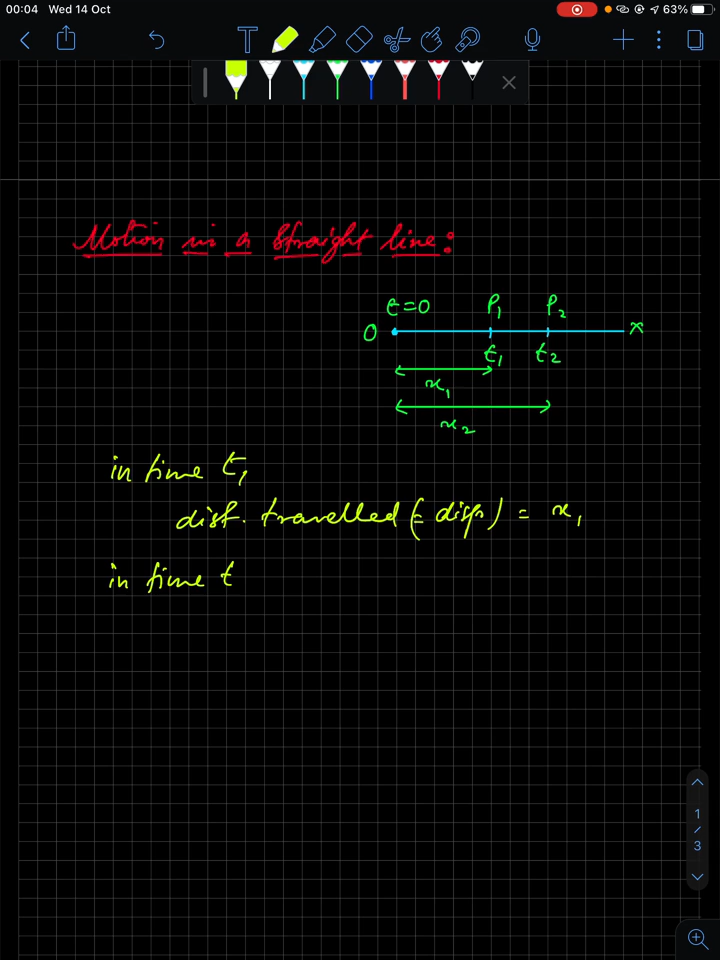 00:04 Wed 14 Oct 63%
Motion in a straight line:
t=0 P₁ P₂
O x
t₁ t₂
x₁
x₂
in time t₁
dist. travelled (= disp) = x₁
in time t
1
/
3